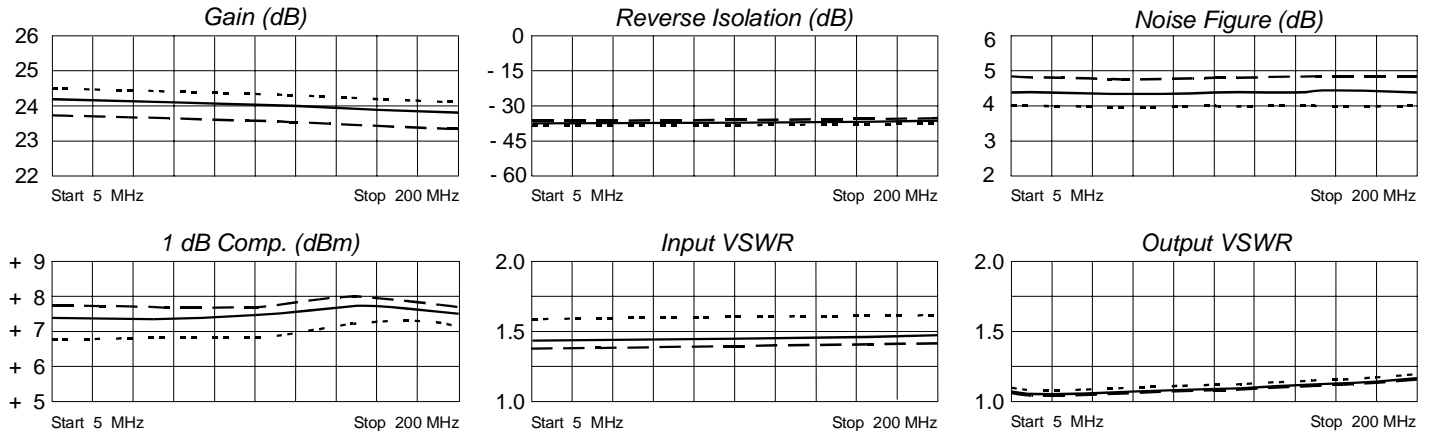 Gain (dB)
26
25
24
23
22
Start 5 MHz
Stop 200 MHz
Reverse Isolation (dB)
0
- 15
- 30
- 45
- 60
Start 5 MHz
Stop 200 MHz
Noise Figure (dB)
6
5
4
3
2
Start 5 MHz
Stop 200 MHz
1 dB Comp. (dBm)
+ 9
+ 8
+ 7
+ 6
+ 5
Start 5 MHz
Stop 200 MHz
Input VSWR
2.0
1.5
1.0
Start 5 MHz
Stop 200 MHz
Output VSWR
2.0
1.5
1.0
Start 5 MHz
Stop 200 MHz